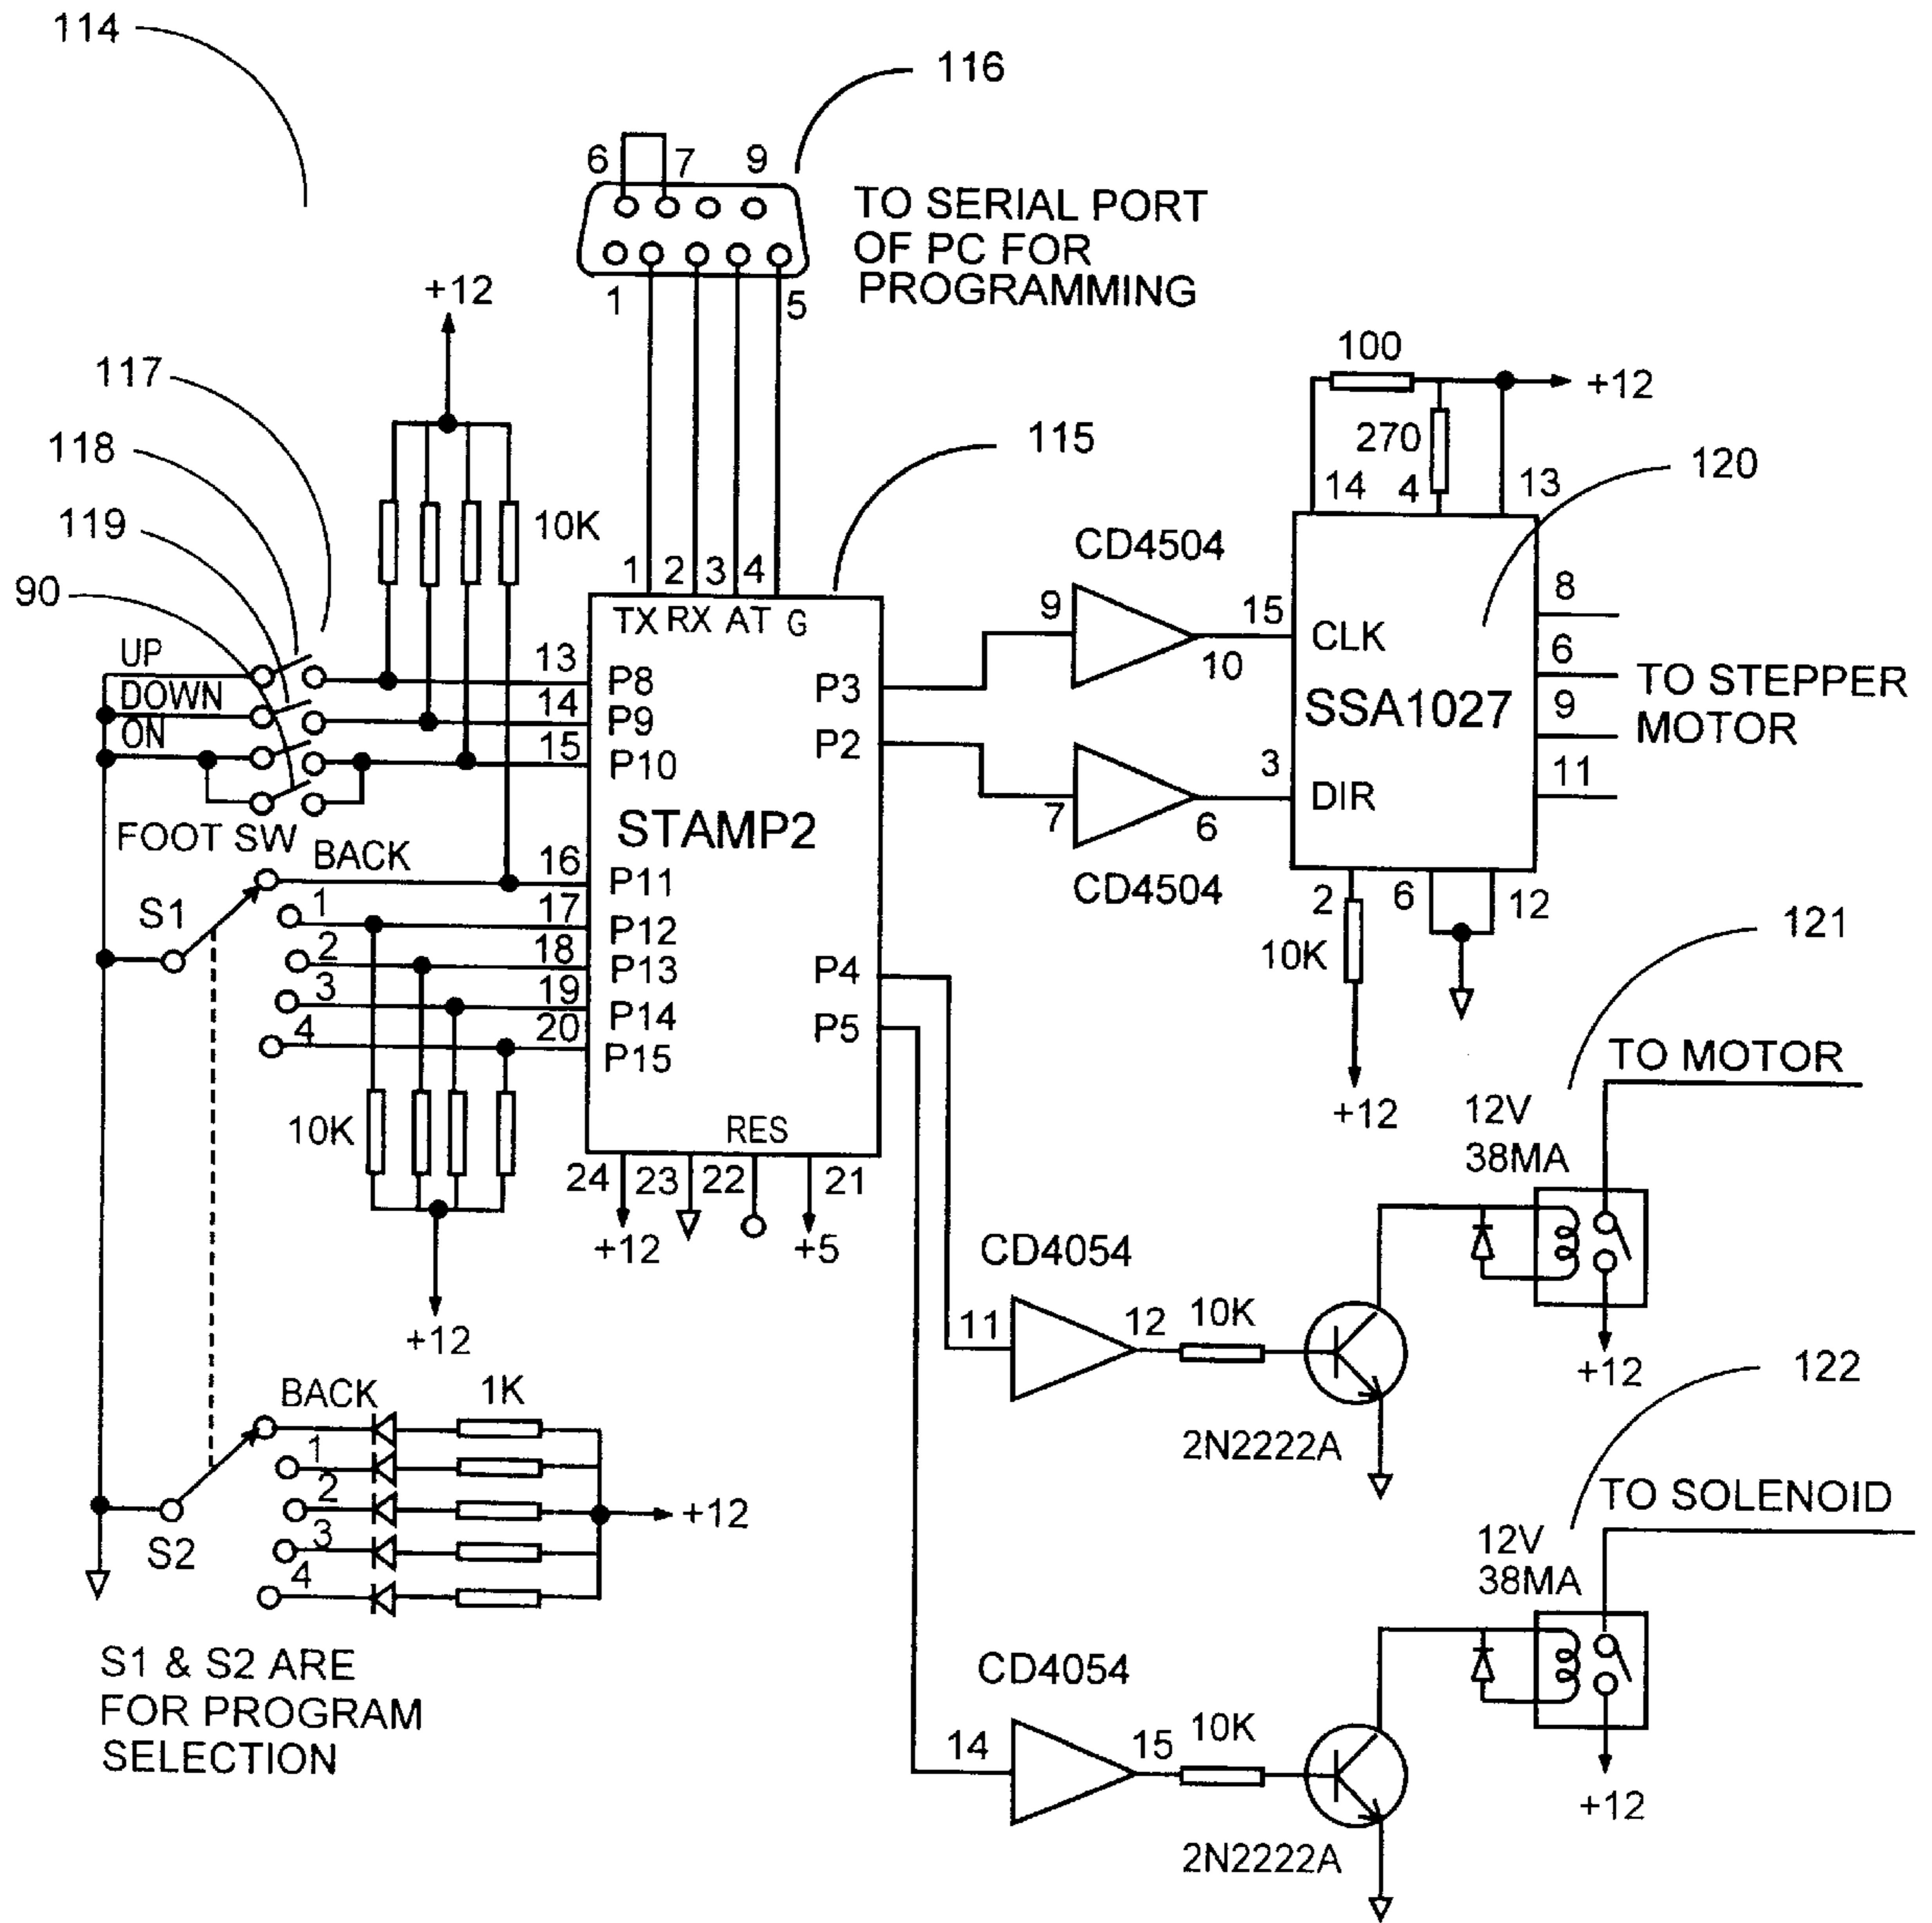 114
116
6 7 9
TO SERIAL PORT
OF PC FOR
PROGRAMMING
1 5
+12
117
118
119
90
10K
115
1 2 3 4
TX RX AT G
UP
DOWN
ON
FOOT SW
13 P8
14 P9
15 P10
STAMP2
BACK
16 P11
S1
1 17 P12
2 18 P13
3 19 P14
4 20 P15
10K
RES
24 23 22 21
+12 +5
+12
P3
P2
P4
P5
CD4504
9 10
7 6
CD4504
100
+12
270
14 4 13
120
15 CLK
SSA1027
3 DIR
8
6
9
11
TO STEPPER
MOTOR
2 6 12
10K
+12
121
TO MOTOR
12V
38MA
CD4054
11 12 10K
2N2222A
+12
122
TO SOLENOID
12V
38MA
CD4054
14 15 10K
2N2222A
+12
BACK 1K
1
2
3
4
+12
S2
S1 & S2 ARE
FOR PROGRAM
SELECTION